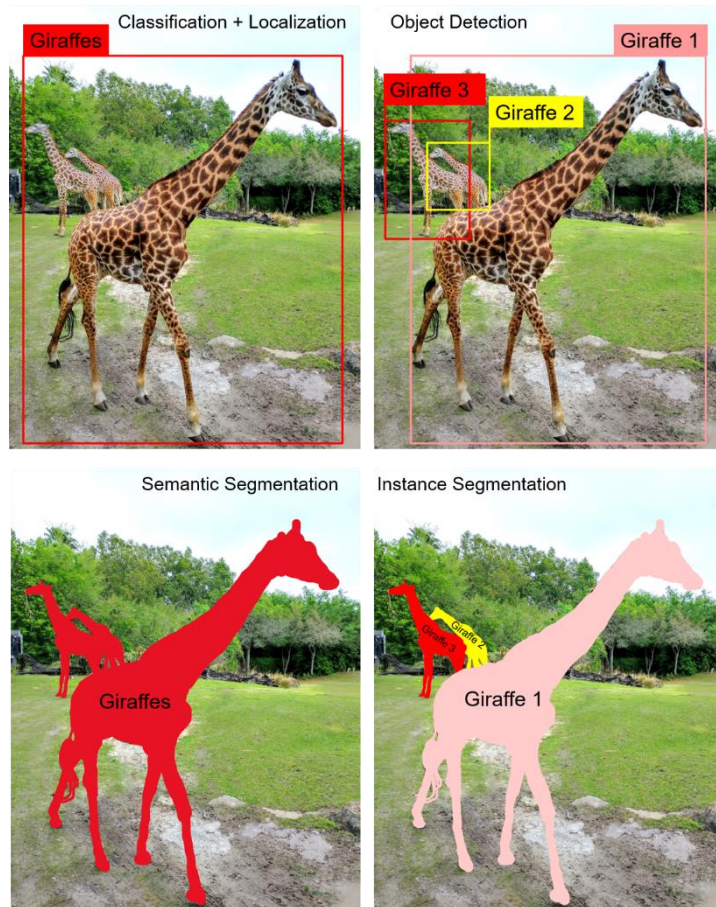 Classification + Localization
Giraffes
Object Detection
Giraffe 1
Giraffe 3
Giraffe 2
Semantic Segmentation
Giraffes
Instance Segmentation
Giraffe 2
Giraffe 3
Giraffe 1